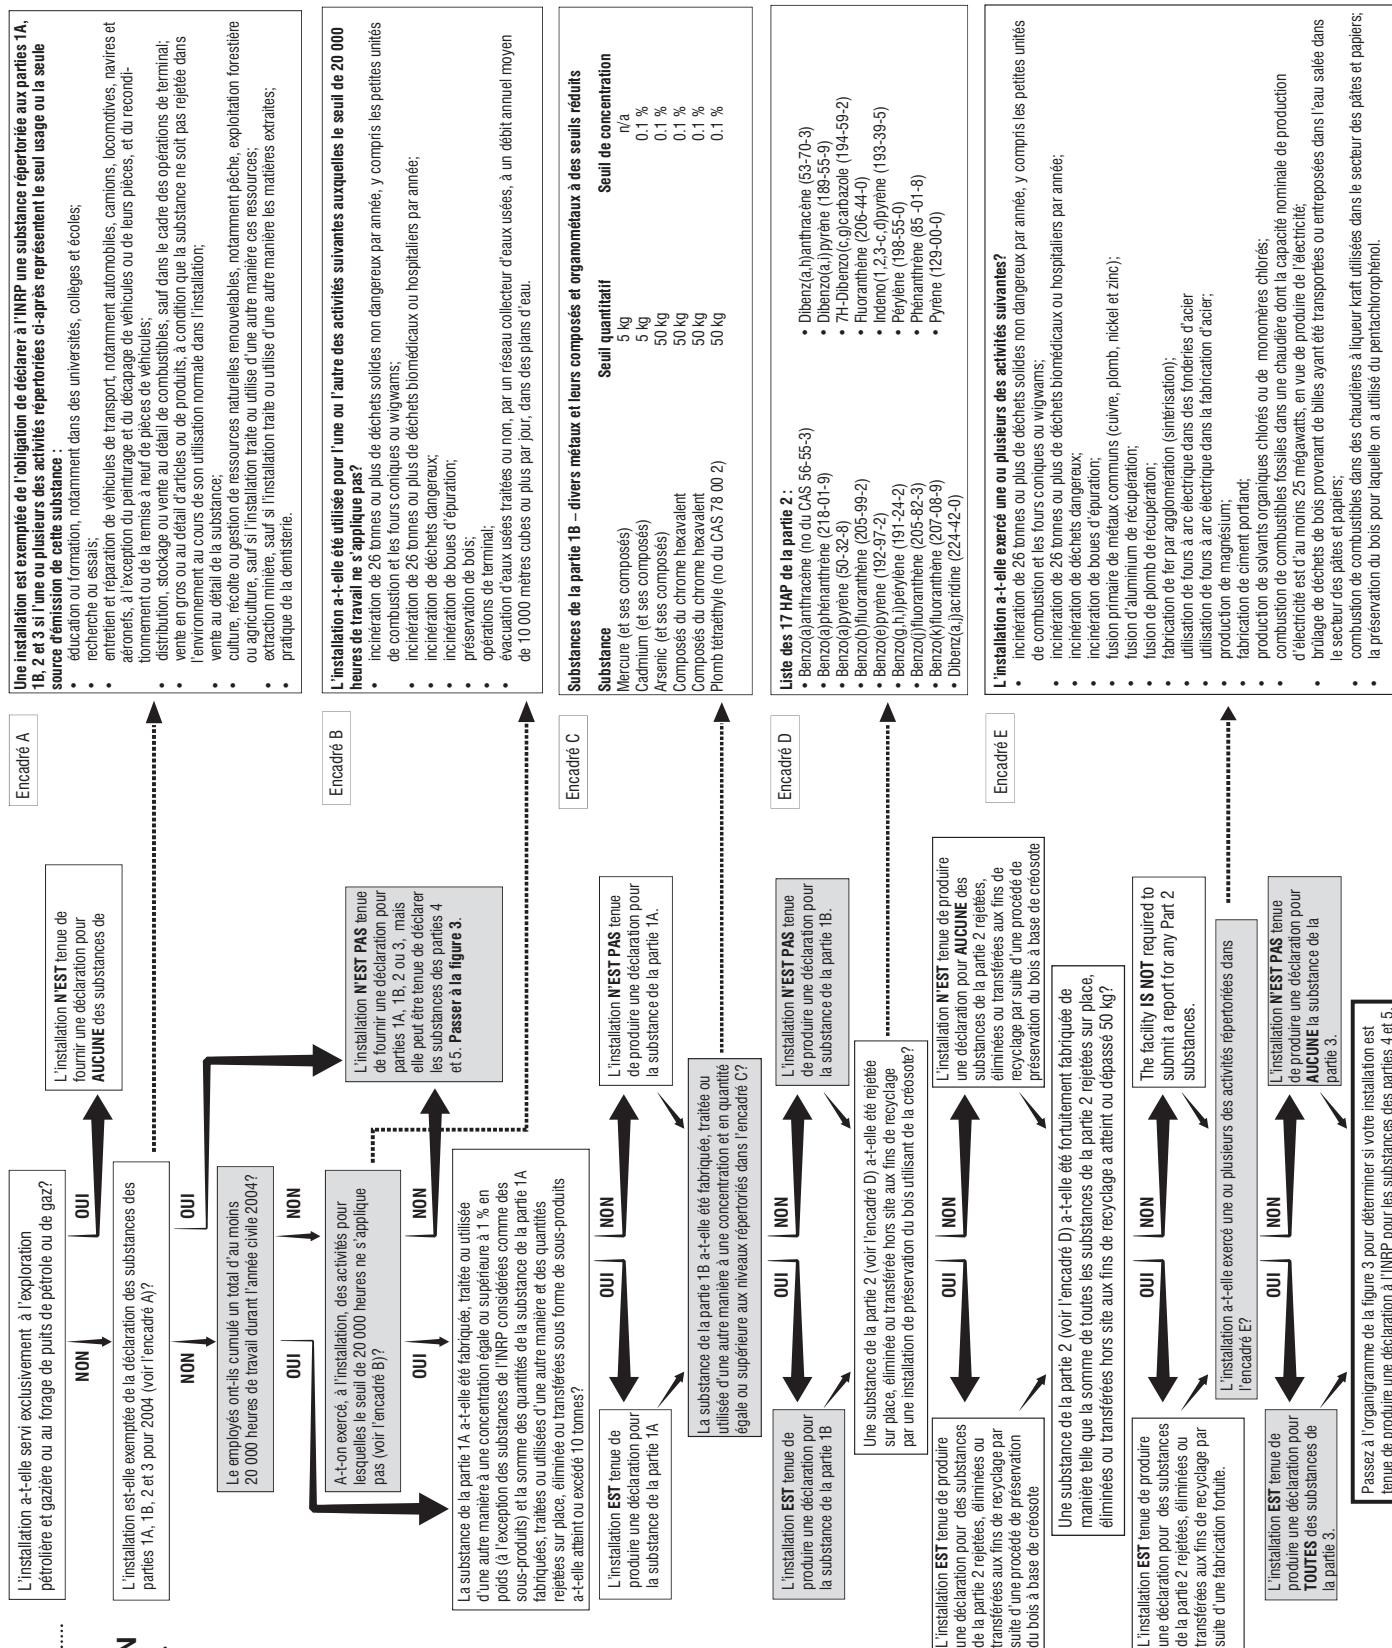 L'installation a-t-elle servi exclusivement à l'exploration
pétrolière et gazière ou au forage de puits de pétrole ou de gaz?
NON
OUI
L'installation N'EST tenue de
fournir une déclaration pour
AUCUNE des substances de
L'installation est-elle exemptée de la déclaration des substances des
parties 1A, 1B, 2 et 3 pour 2004 (voir l'encadré A)?
NON
OUI
Le employés ont-ils cumulé un total d'au moins
20 000 heures de travail durant l'année civile 2004?
OUI
NON
A-t-on exercé, à l'installation, des activités pour
lesquelles le seuil de 20 000 heures ne s'applique
pas (voir l'encadré B)?
OUI
NON
L'installation N'EST PAS tenue
de fournir une déclaration pour
parties 1A, 1B, 2 ou 3, mais
elle peut être tenue de déclarer
les substances des parties 4
et 5. Passer à la figure 3.
La substance de la partie 1A a-t-elle été fabriquée, traitée ou utilisée
d'une autre manière à une concentration égale ou supérieure à 1 % en
poids (à l'exception des substances de l'INRP considérées comme des
sous-produits) et la somme des quantités de la substance de la partie 1A
fabriquées, traitées ou utilisées d'une autre manière et des quantités
rejetées sur place, éliminée ou transférées sous forme de sous-produits
a-t-elle atteint ou excédé 10 tonnes?
OUI
NON
L'installation EST tenue de
produire une déclaration pour
la substance de la partie 1A
L'installation N'EST PAS tenue
de produire une déclaration pour
la substance de la partie 1A.
La substance de la partie 1B a-t-elle été fabriquée, traitée ou
utilisée d'une autre manière à une concentration et en quantité
égale ou supérieure aux niveaux répertoriés dans l'encadré C?
OUI
NON
L'installation EST tenue de
produire une déclaration pour
la substance de la partie 1B
L'installation N'EST PAS tenue
de produire une déclaration pour
la substance de la partie 1B.
Une substance de la partie 2 (voir l'encadré D) a-t-elle été rejetée
sur place, éliminée ou transférée hors site aux fins de recyclage
par une installation de préservation du bois utilisant de la créosote?
OUI
NON
L'installation EST tenue de produire
une déclaration pour des substances
de la partie 2 rejetées, éliminées ou
transférées aux fins de recyclage par
suite d'une procédé de préservation
du bois à base de créosote
L'installation N'EST tenue de produire
une déclaration pour AUCUNE des
substances de la partie 2 rejetées,
éliminées ou transférées aux fins de
recyclage par suite d'une procédé de
préservation du bois à base de créosote
Une substance de la partie 2 (voir l'encadré D) a-t-elle été fortuitement fabriquée de
manière telle que la somme de toutes les substances de la partie 2 rejetées sur place,
éliminées ou transférées hors site aux fins de recyclage a atteint ou dépassé 50 kg?
OUI
NON
L'installation EST tenue de produire
une déclaration pour des substances
de la partie 2 rejetées, éliminées ou
transférées aux fins de recyclage par
suite d'une fabrication fortuite.
The facility IS NOT required to
submit a report for any Part 2
substances.
L'installation a-t-elle exercé une ou plusieurs des activités répertoriées dans
l'encadré E?
OUI
NON
L'installation EST tenue de
produire une déclaration pour
TOUTES des substances de
la partie 3.
L'installation N'EST PAS tenue
de produire une déclaration pour
AUCUNE la substance de la
partie 3.
Passez à l'organigramme de la figure 3 pour déterminer si votre installation est
tenue de produire une déclaration à l'INRP pour les substances des parties 4 et 5.
Encadré A
Une installation est exemptée de l'obligation de déclarer à l'INRP une substance répertoriée aux parties 1A,
1B, 2 et 3 si l'une ou plusieurs des activités répertoriées ci-après représentent le seul usage ou la seule
source d'émission de cette substance :
• éducation ou formation, notamment dans des universités, collèges et écoles;
• recherche ou essais;
• entretien et réparation de véhicules de transport, notamment automobiles, camions, locomotives, navires et
aéronefs, à l'exception du peinturage et du décapage de véhicules ou de leurs pièces, et du recondi-
tionnement ou de la remise à neuf de pièces de véhicules;
• distribution, stockage ou vente au détail de combustibles, sauf dans le cadre des opérations de terminal;
• vente en gros ou au détail d'articles ou de produits, à condition que la substance ne soit pas rejetée dans
l'environnement au cours de son utilisation normale dans l'installation;
• vente au détail de la substance;
• culture, récolte ou gestion de ressources naturelles renouvelables, notamment pêche, exploitation forestière
ou agriculture, sauf si l'installation traite ou utilise d'une autre manière ces ressources;
• extraction minière, sauf si l'installation traite ou utilise d'une autre manière les matières extraites;
• pratique de la dentisterie.
Encadré B
L'installation a-t-elle été utilisée pour l'une ou l'autre des activités suivantes auxquelles le seuil de 20 000
heures de travail ne s'applique pas?
• incinération de 26 tonnes ou plus de déchets solides non dangereux par année, y compris les petites unités
de combustion et les fours coniques ou wigwams;
• incinération de 26 tonnes ou plus de déchets biomédicaux ou hospitaliers par année;
• incinération de déchets dangereux;
• incinération de boues d'épuration;
• préservation de bois;
• opérations de terminal;
• évacuation d'eaux usées traitées ou non, par un réseau collecteur d'eaux usées, à un débit annuel moyen
de 10 000 mètres cubes ou plus par jour, dans des plans d'eau.
Encadré C
Substances de la partie 1B – divers métaux et leurs composés et organométaux à des seuils réduits
Substance Seuil quantitatif Seuil de concentration
Mercure (et ses composés) 5 kg n/a
Cadmium (et ses composés) 5 kg 0.1 %
Arsenic (et ses composés) 50 kg 0.1 %
Composés du chrome hexavalent 50 kg 0.1 %
Composés du chrome hexavalent 50 kg 0.1 %
Plomb tétraéthyle (no du CAS 78 00 2) 50 kg 0.1 %
Encadré D
Liste des 17 HAP de la partie 2 :
• Benzo(a)anthracène (no du CAS 56-55-3)
• Benzo(a)phénanthrène (218-01-9)
• Benzo(a)pyrène (50-32-8)
• Benzo(b)fluoranthène (205-99-2)
• Benzo(e)pyrène (192-97-2)
• Benzo(g,h,i)pérylène (191-24-2)
• Benzo(j)fluoranthène (205-82-3)
• Benzo(k)fluoranthène (207-08-9)
• Dibenz(a,j)acridine (224-42-0)
• Dibenz(a,h)anthracène (53-70-3)
• Dibenzo(a,i)pyrène (189-55-9)
• 7H-Dibenzo(c,g)carbazole (194-59-2)
• Fluoranthène (206-44-0)
• Indeno(1,2,3-c,d)pyrène (193-39-5)
• Pérylène (198-55-0)
• Phénanthrène (85 -01-8)
• Pyrène (129-00-0)
Encadré E
L'installation a-t-elle exercé une ou plusieurs des activités suivantes?
• incinération de 26 tonnes ou plus de déchets solides non dangereux par année, y compris les petites unités
de combustion et les fours coniques ou wigwams;
• incinération de 26 tonnes ou plus de déchets biomédicaux ou hospitaliers par année;
• incinération de déchets dangereux;
• incinération de boues d'épuration;
• fusion primaire de métaux communs (cuivre, plomb, nickel et zinc);
• fusion d'aluminium de récupération;
• fusion de plomb de récupération;
• fabrication de fer par agglomération (sintérisation);
• utilisation de fours à arc électrique dans des fonderies d'acier
• utilisation de fours à arc électrique dans la fabrication d'acier;
• production de magnésium;
• fabrication de ciment portland;
• production de solvants organiques chlorés ou de monomères chlorés;
• combustion de combustibles fossiles dans une chaudière dont la capacité nominale de production
d'électricité est d'au moins 25 mégawatts, en vue de produire de l'électricité;
• brûlage de déchets de bois provenant de billes ayant été transportées ou entreposées dans l'eau salée dans
le secteur des pâtes et papiers;
• combustion de combustibles dans des chaudières à liqueur kraft utilisées dans le secteur des pâtes et papiers;
• la préservation du bois pour laquelle on a utilisé du pentachlorophénol.